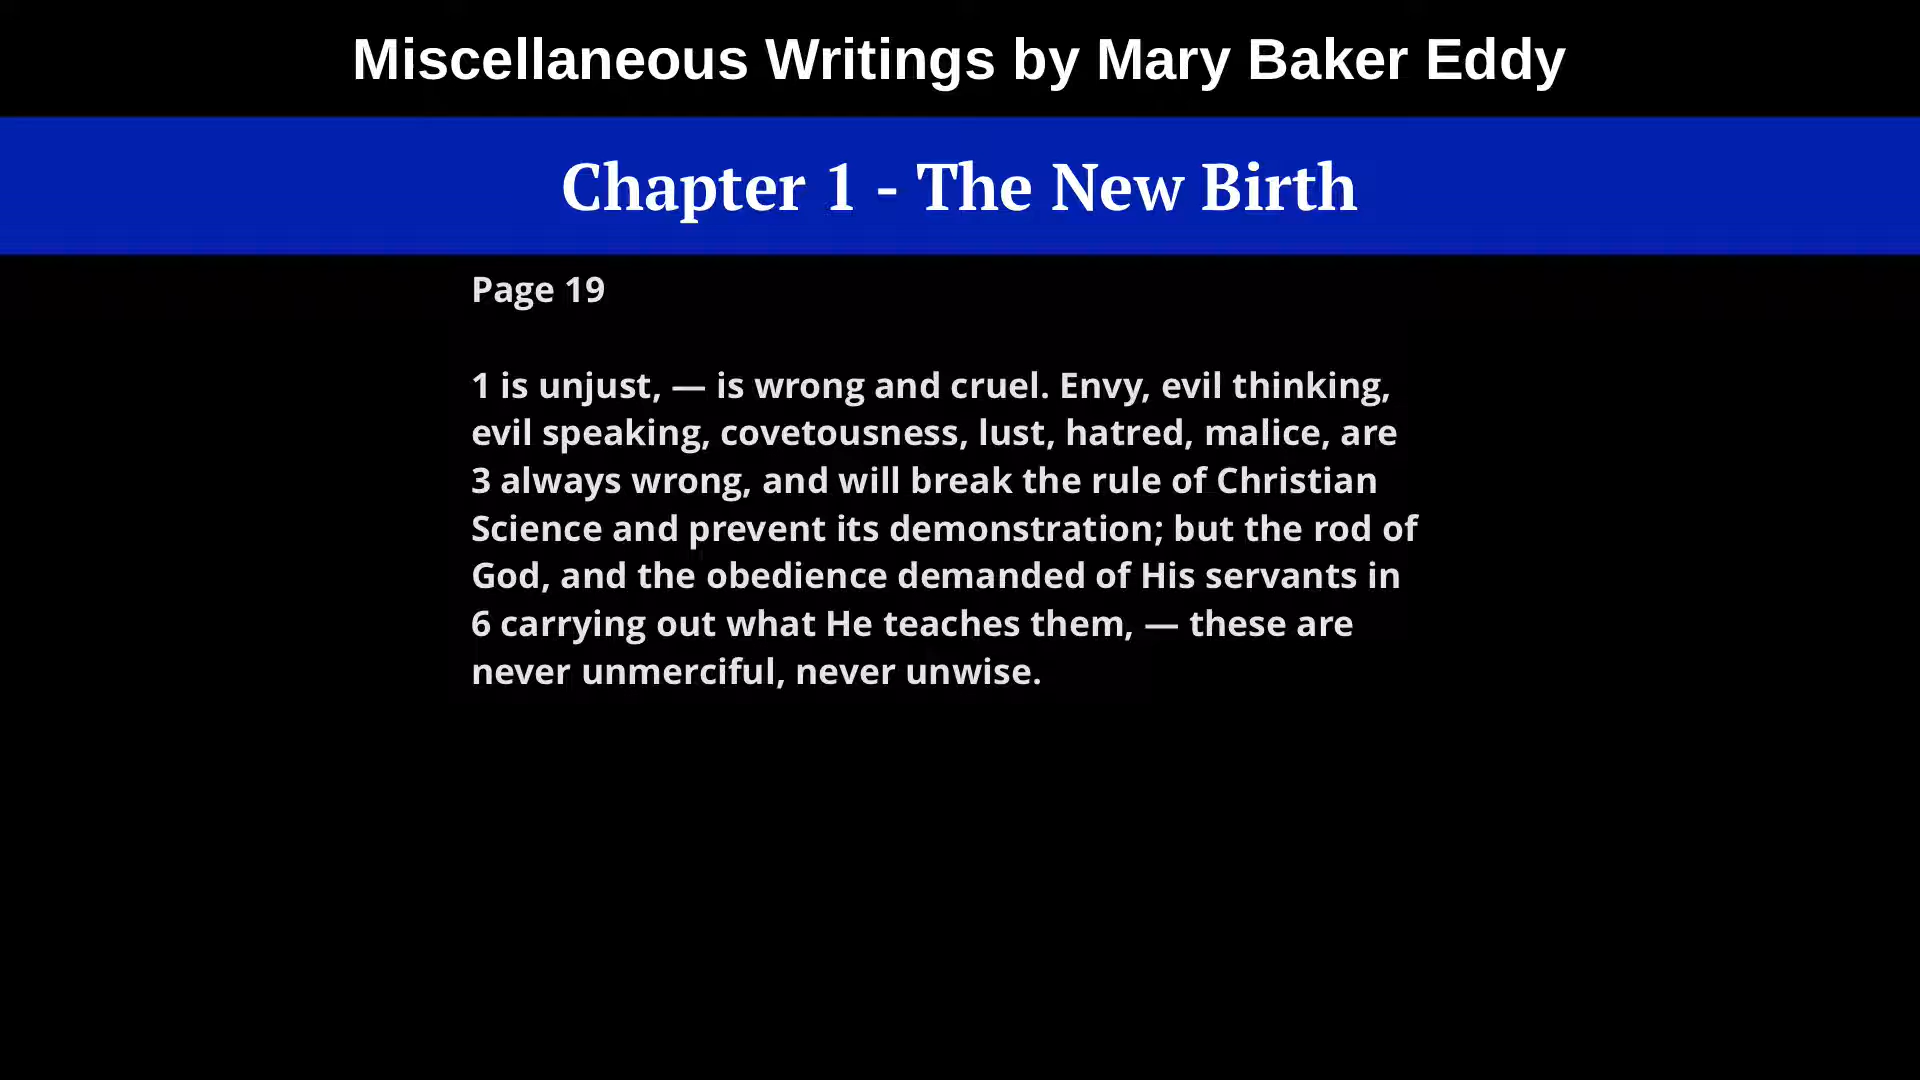 Miscellaneous Writings by Mary Baker Eddy
Chapter 1 - The New Birth
Page 19
1 is unjust, — is wrong and cruel. Envy, evil thinking,
evil speaking, covetousness, lust, hatred, malice, are
3 always wrong, and will break the rule of Christian
Science and prevent its demonstration; but the rod of
God, and the obedience demanded of His servants in
6 carrying out what He teaches them, — these are
never unmerciful, never unwise.